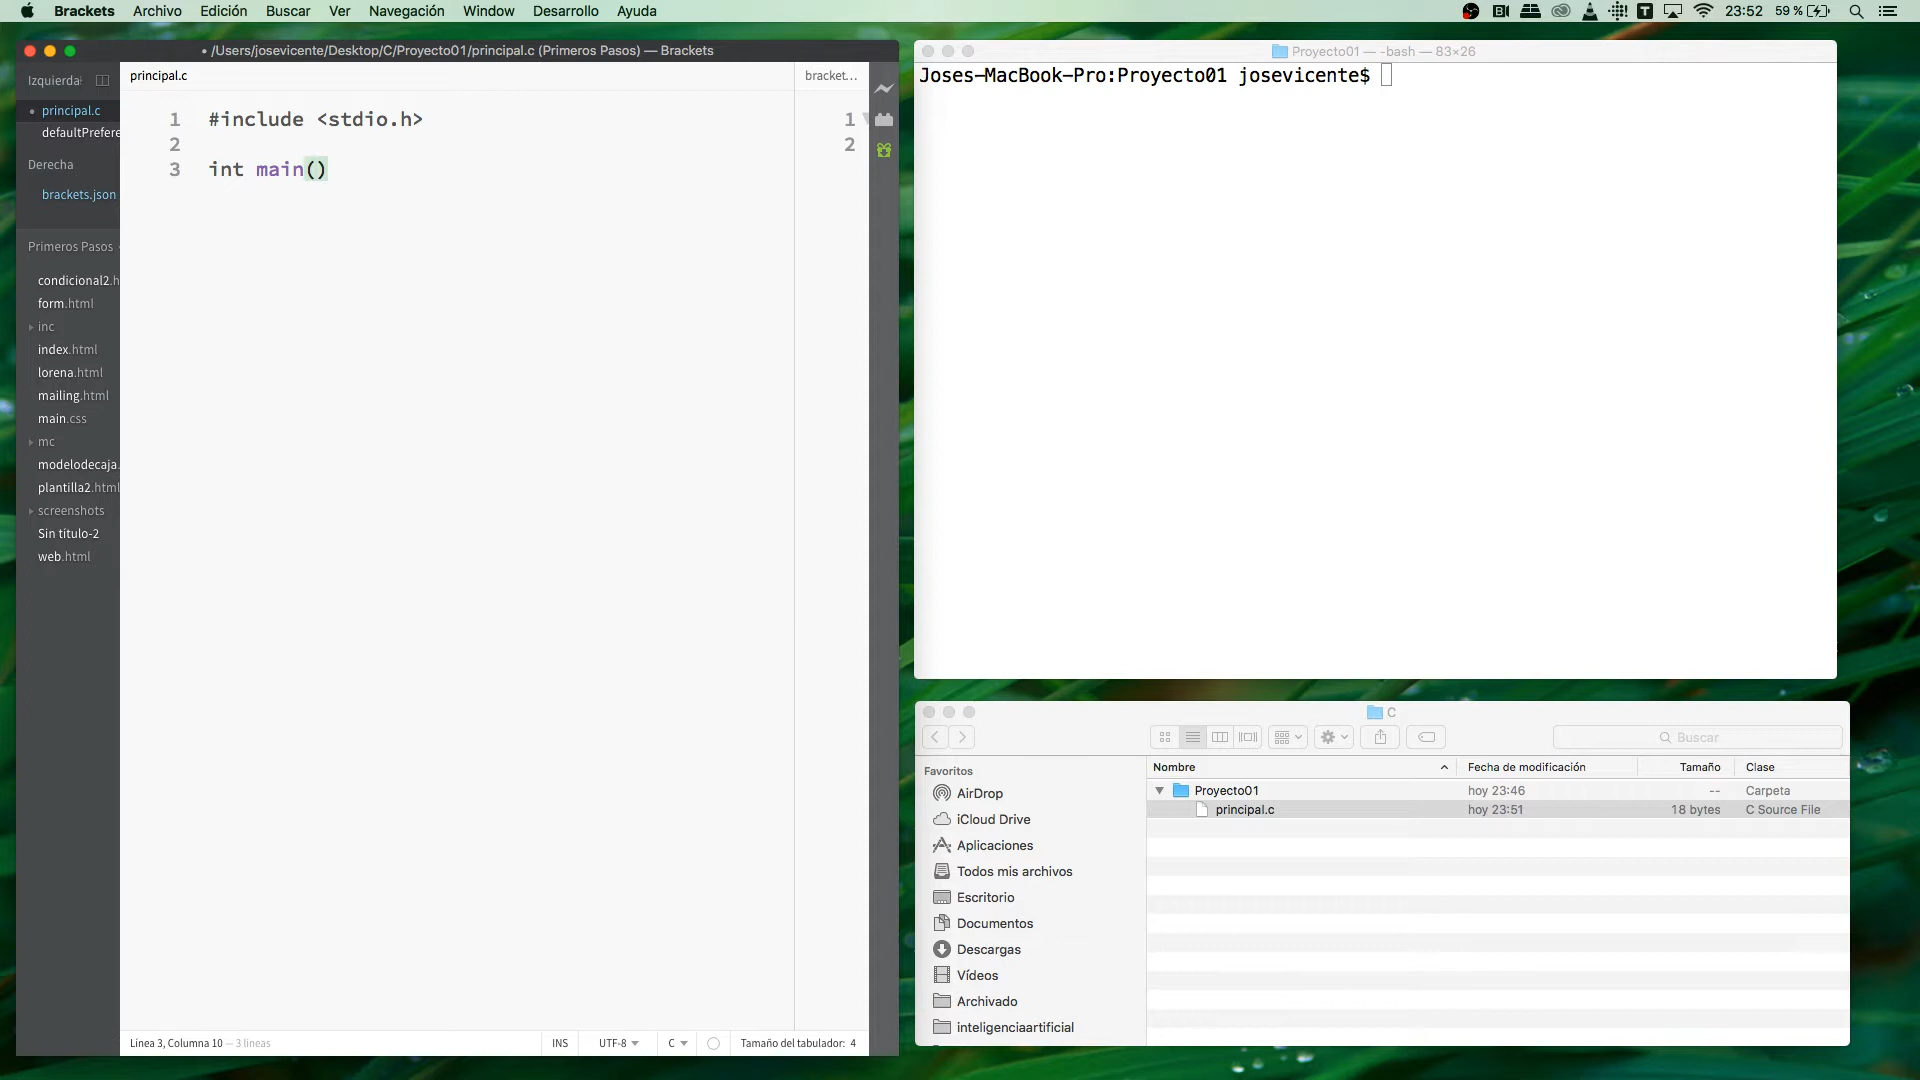 Brackets Archivo Edición Buscar Ver Navegación Window Desarrollo Ayuda 23:52 59 %
• /Users/josevicente/Desktop/C/Proyecto01/principal.c (Primeros Pasos) — Brackets
Izquierda
principal.c
defaultPrefere
Derecha
brackets.json
Primeros Pasos
condicional2.h
form.html
inc
index.html
lorena.html
mailing.html
main.css
mc
modelodecaja.
plantilla2.html
screenshots
Sin título-2
web.html
principal.c
1 #include <stdio.h>
2
3 int main()
bracket...
1
2
Línea 3, Columna 10 — 3 líneas INS UTF-8 C Tamaño del tabulador: 4
Proyecto01 — -bash — 83×26
Joses-MacBook-Pro:Proyecto01 josevicente$
C
Buscar
Favoritos
AirDrop
iCloud Drive
Aplicaciones
Todos mis archivos
Escritorio
Documentos
Descargas
Vídeos
Archivado
inteligenciaartificial
Nombre Fecha de modificación Tamaño Clase
Proyecto01 hoy 23:46 -- Carpeta
principal.c hoy 23:51 18 bytes C Source File